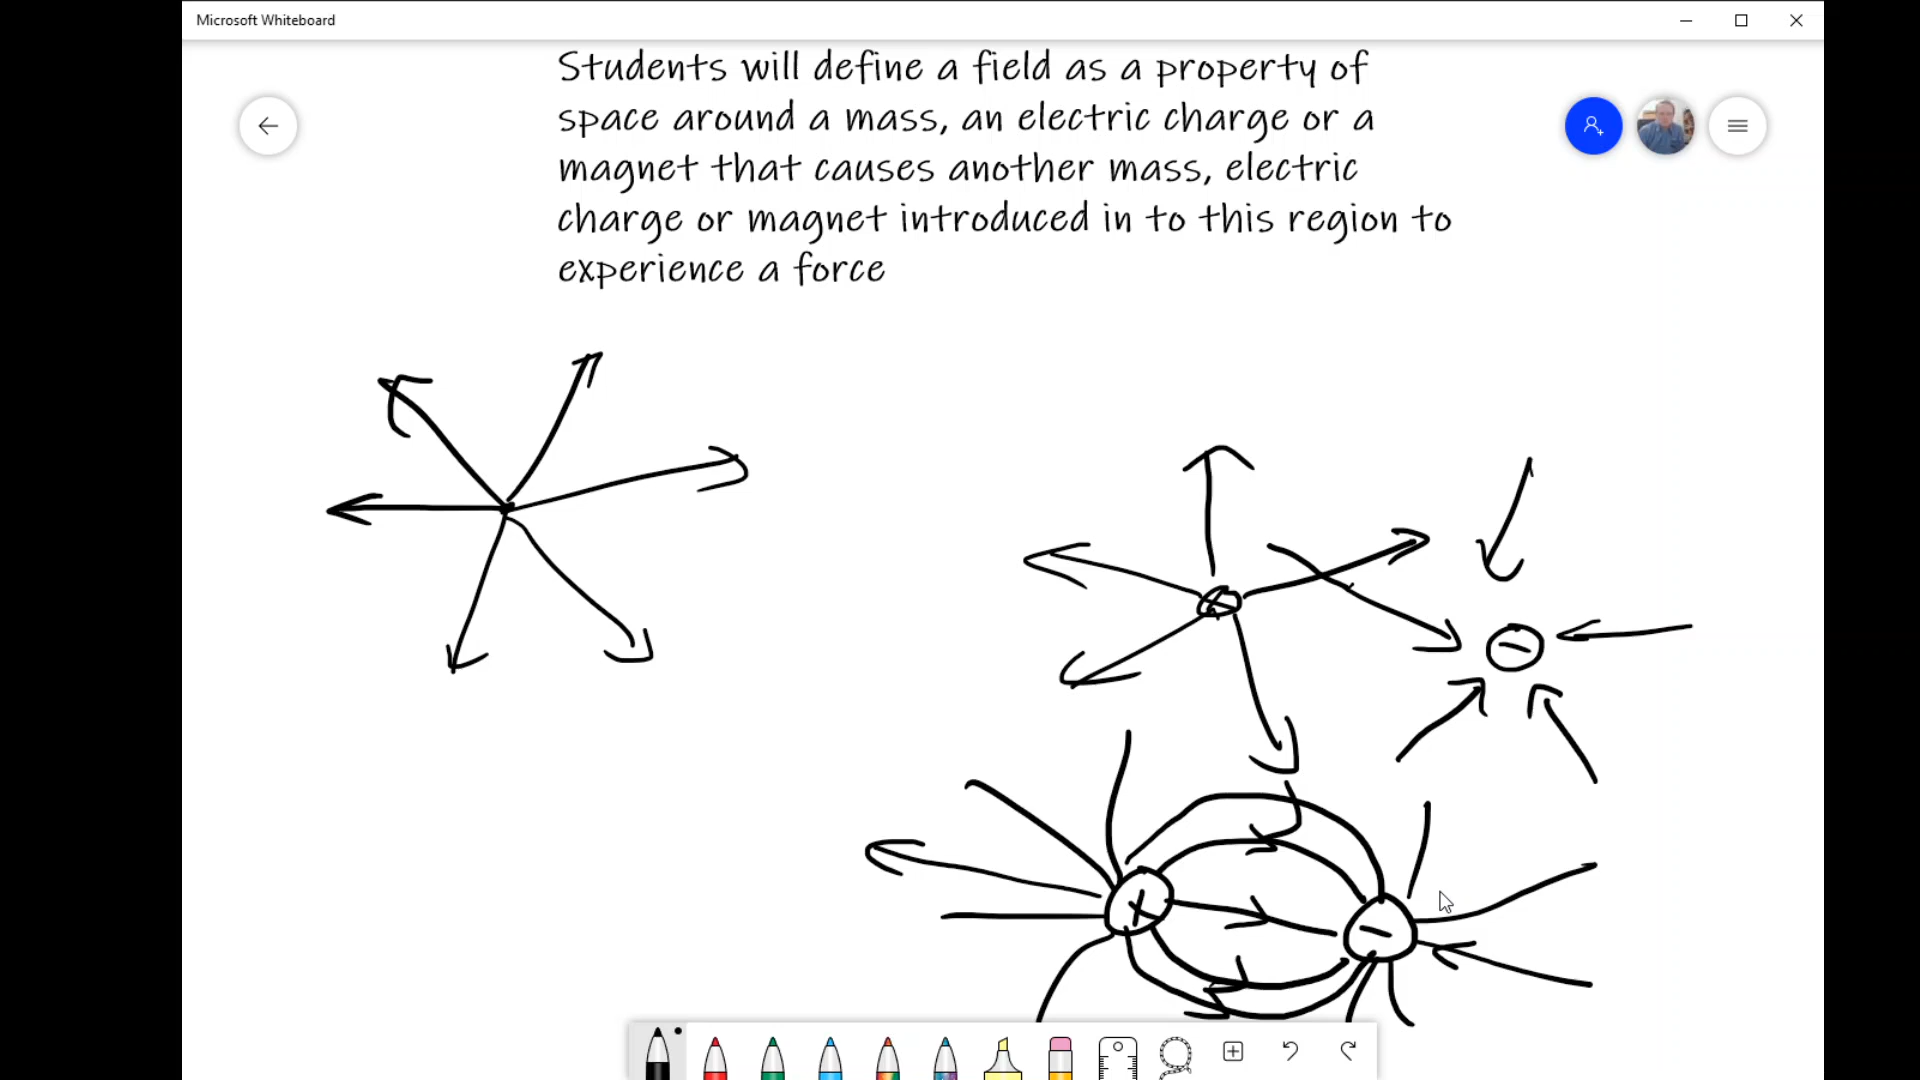 Microsoft Whiteboard
Students will define a field as a property of
space around a mass, an electric charge or a
magnet that causes another mass, electric
charge or magnet introduced in to this region to
experience a force
+
−
+
−